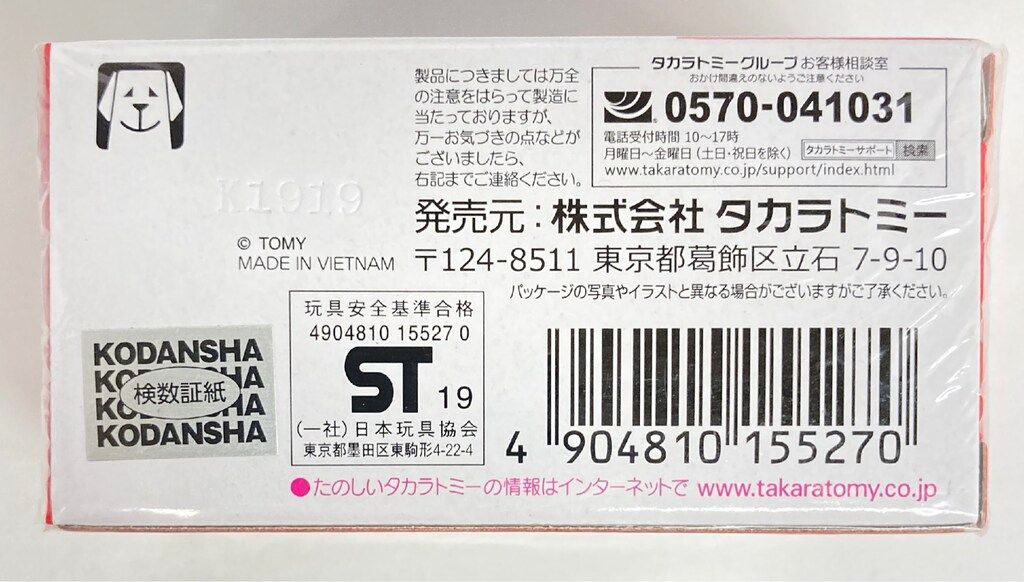 製品につきましては万全
の注意をはらって製造に
当たっておりますが、
万一お気づきの点などが
ございましたら、
右記までご連絡ください。
タカラトミーグループ お客様相談室
おかけ間違えのないようご注意ください
0570-041031
電話受付時間 10〜17時
月曜日〜金曜日（土日・祝日を除く） タカラトミーサポート 検索
www.takaratomy.co.jp/support/index.html
K1919
発売元：株式会社 タカラトミー
© TOMY
MADE IN VIETNAM
〒124-8511 東京都葛飾区立石 7-9-10
パッケージの写真やイラストと異なる場合がございますがご了承ください。
KODANSHA
KODANSHA
検数証紙
KODANSHA
KODANSHA
玩具安全基準合格
4904810 15527 0
ST 19
(一社)日本玩具協会
東京都墨田区東駒形4-22-4
4 904810 155270
●たのしいタカラトミーの情報はインターネットで www.takaratomy.co.jp